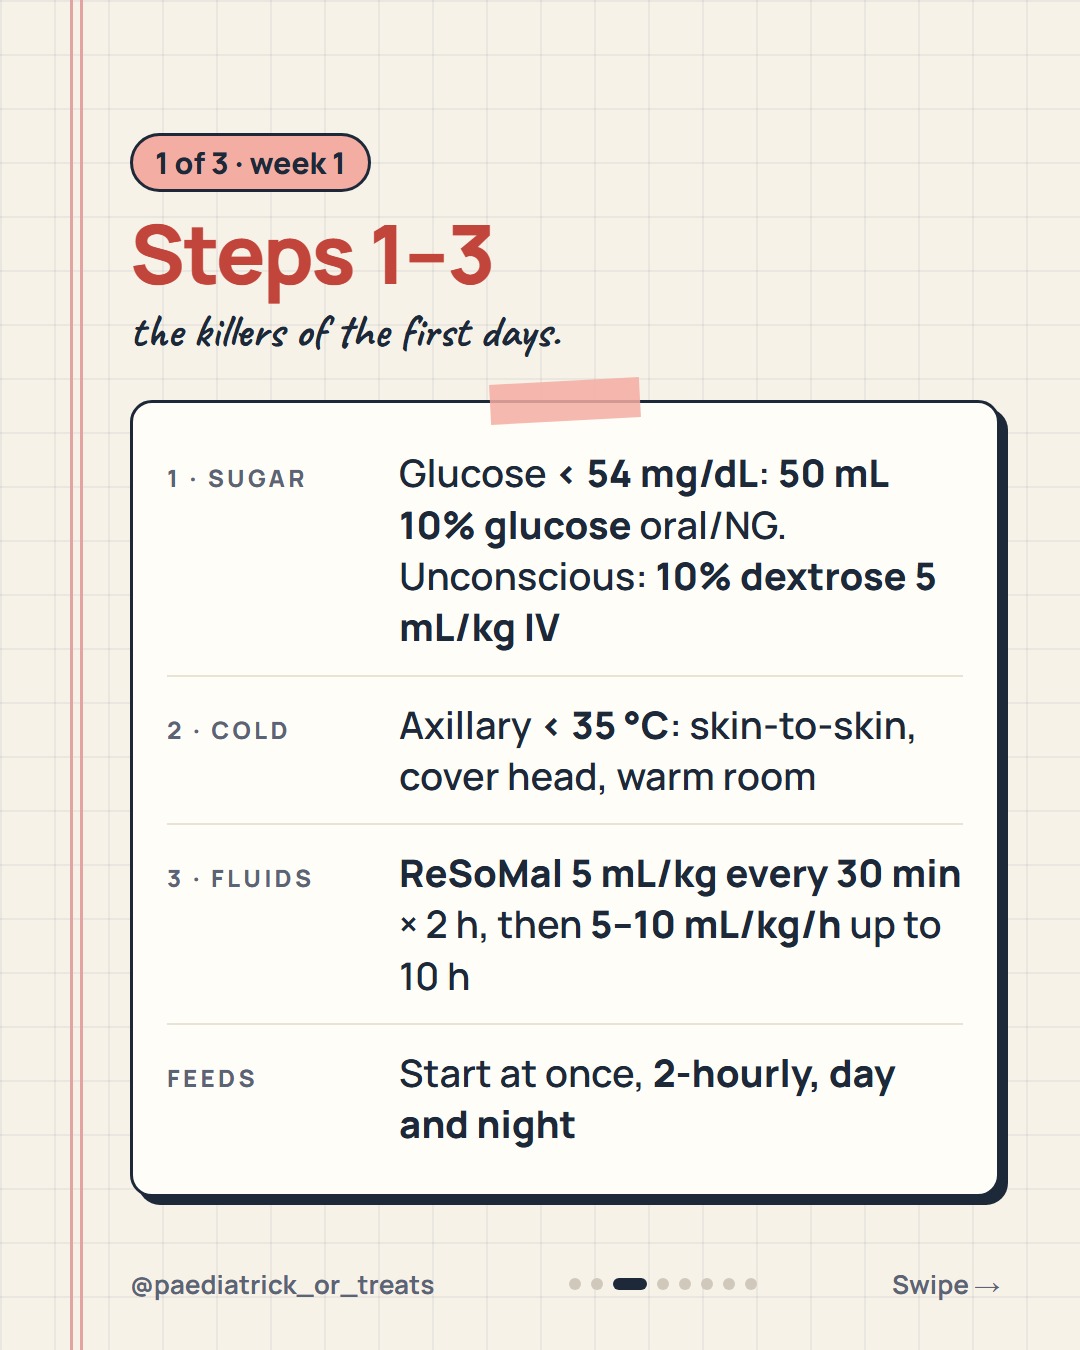 1 of 3 · week 1
Steps 1–3
the killers of the first days.
1 · SUGAR
Glucose < 54 mg/dL: 50 mL
10% glucose oral/NG.
Unconscious: 10% dextrose 5
mL/kg IV
2 · COLD
Axillary < 35 °C: skin-to-skin,
cover head, warm room
3 · FLUIDS
ReSoMal 5 mL/kg every 30 min
× 2 h, then 5–10 mL/kg/h up to
10 h
FEEDS
Start at once, 2-hourly, day
and night
@paediatrick_or_treats
Swipe →